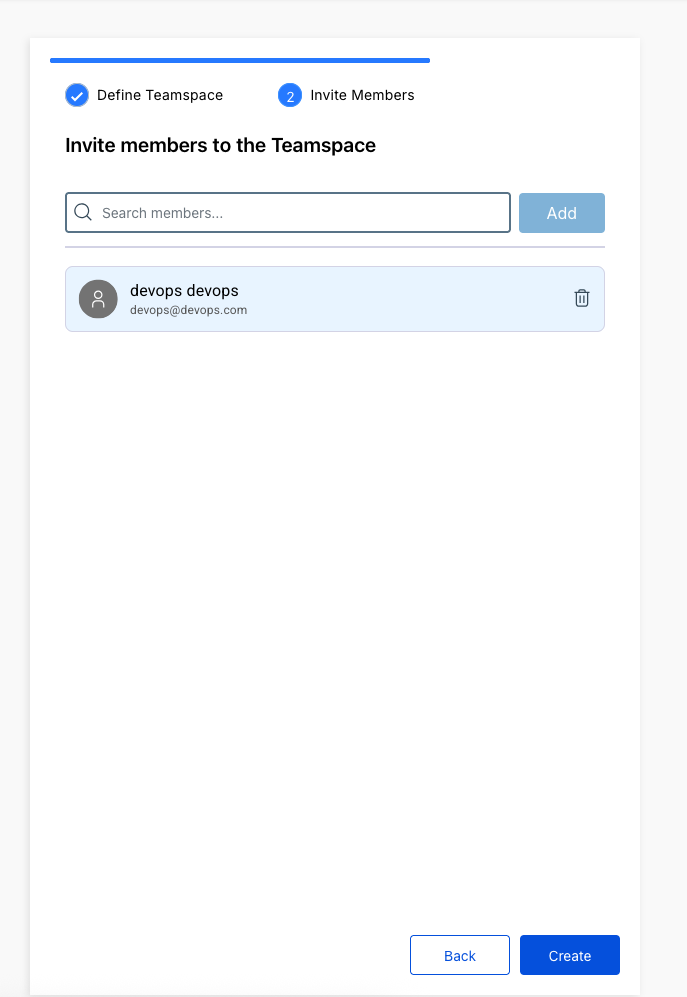 Define Teamspace
2 Invite Members
Invite members to the Teamspace
Search members...
Add
devops devops
devops@devops.com
Back
Create